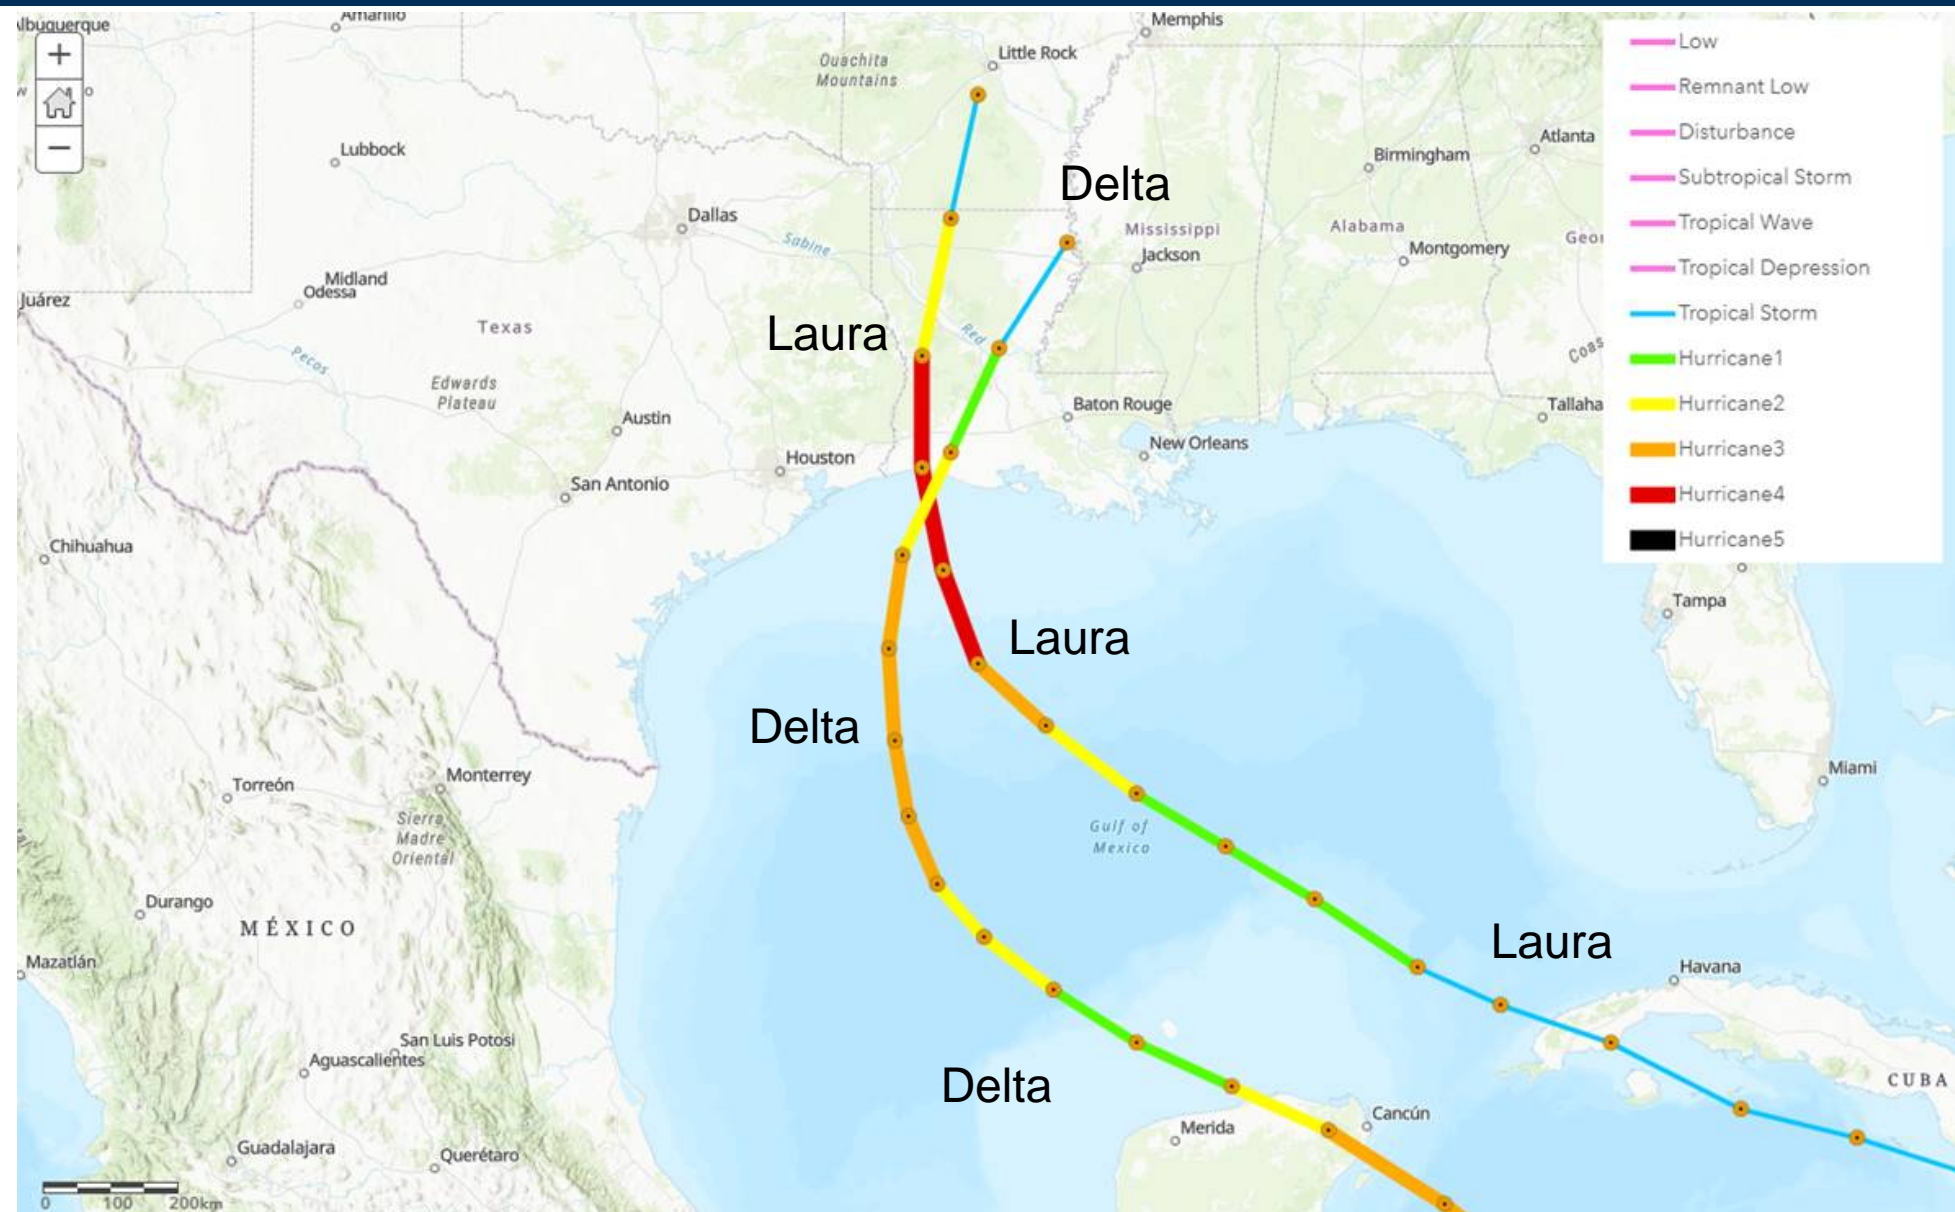 Albuquerque
Amarillo
Memphis
+
−
Ouachita
Mountains
Little Rock
Atlanta
Birmingham
Lubbock
Delta
Dallas
Sabine
Mississippi
Jackson
Alabama
Montgomery
Geor
Juárez
Midland
Odessa
Texas
Laura
Red
Pecos
Coas
Edwards
Plateau
Austin
Baton Rouge
Tallaha
Houston
New Orleans
San Antonio
Chihuahua
Tampa
Laura
Delta
Monterrey
Miami
Torreón
Sierra
Madre
Oriental
Gulf of
Mexico
Durango
MÉXICO
Laura
Mazatlán
Havana
San Luis Potosi
Aguascalientes
Delta
CUBA
Cancún
Merida
Guadalajara
Querétaro
0 100 200km
Low
Remnant Low
Disturbance
Subtropical Storm
Tropical Wave
Tropical Depression
Tropical Storm
Hurricane1
Hurricane2
Hurricane3
Hurricane4
Hurricane5